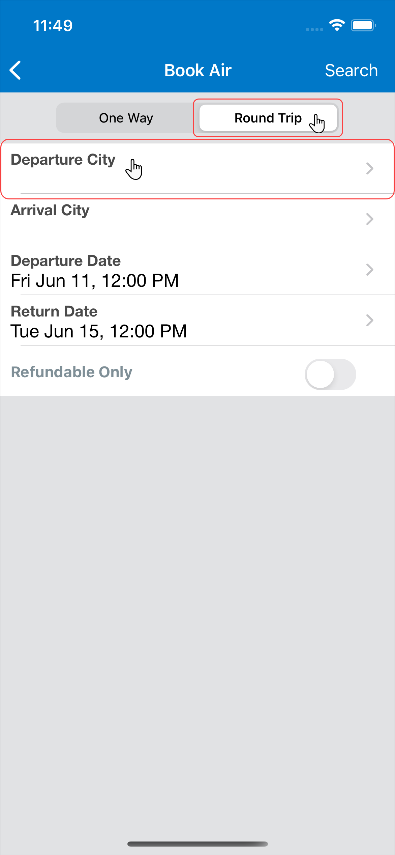 11:49
Book Air
Search
One Way
Round Trip
Departure City
Arrival City
Departure Date
Fri Jun 11, 12:00 PM
Return Date
Tue Jun 15, 12:00 PM
Refundable Only